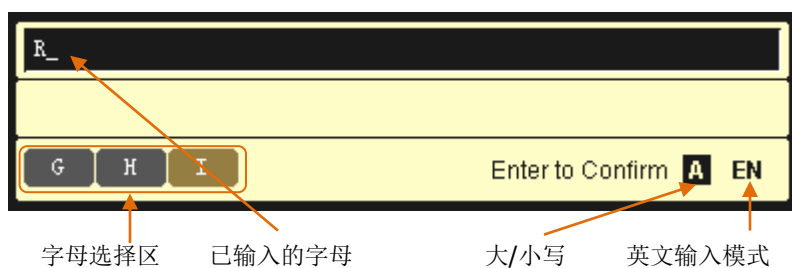 R_
G H I Enter to Confirm A EN
字母选择区 已输入的字母 大/小写 英文输入模式